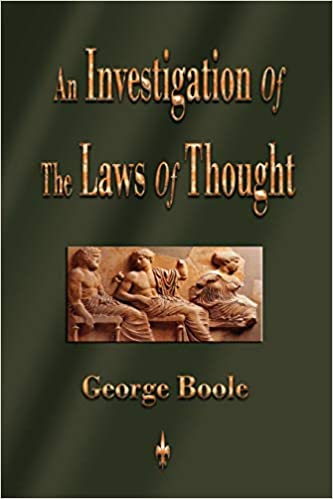 An Investigation Of
The Laws Of Thought
George Boole